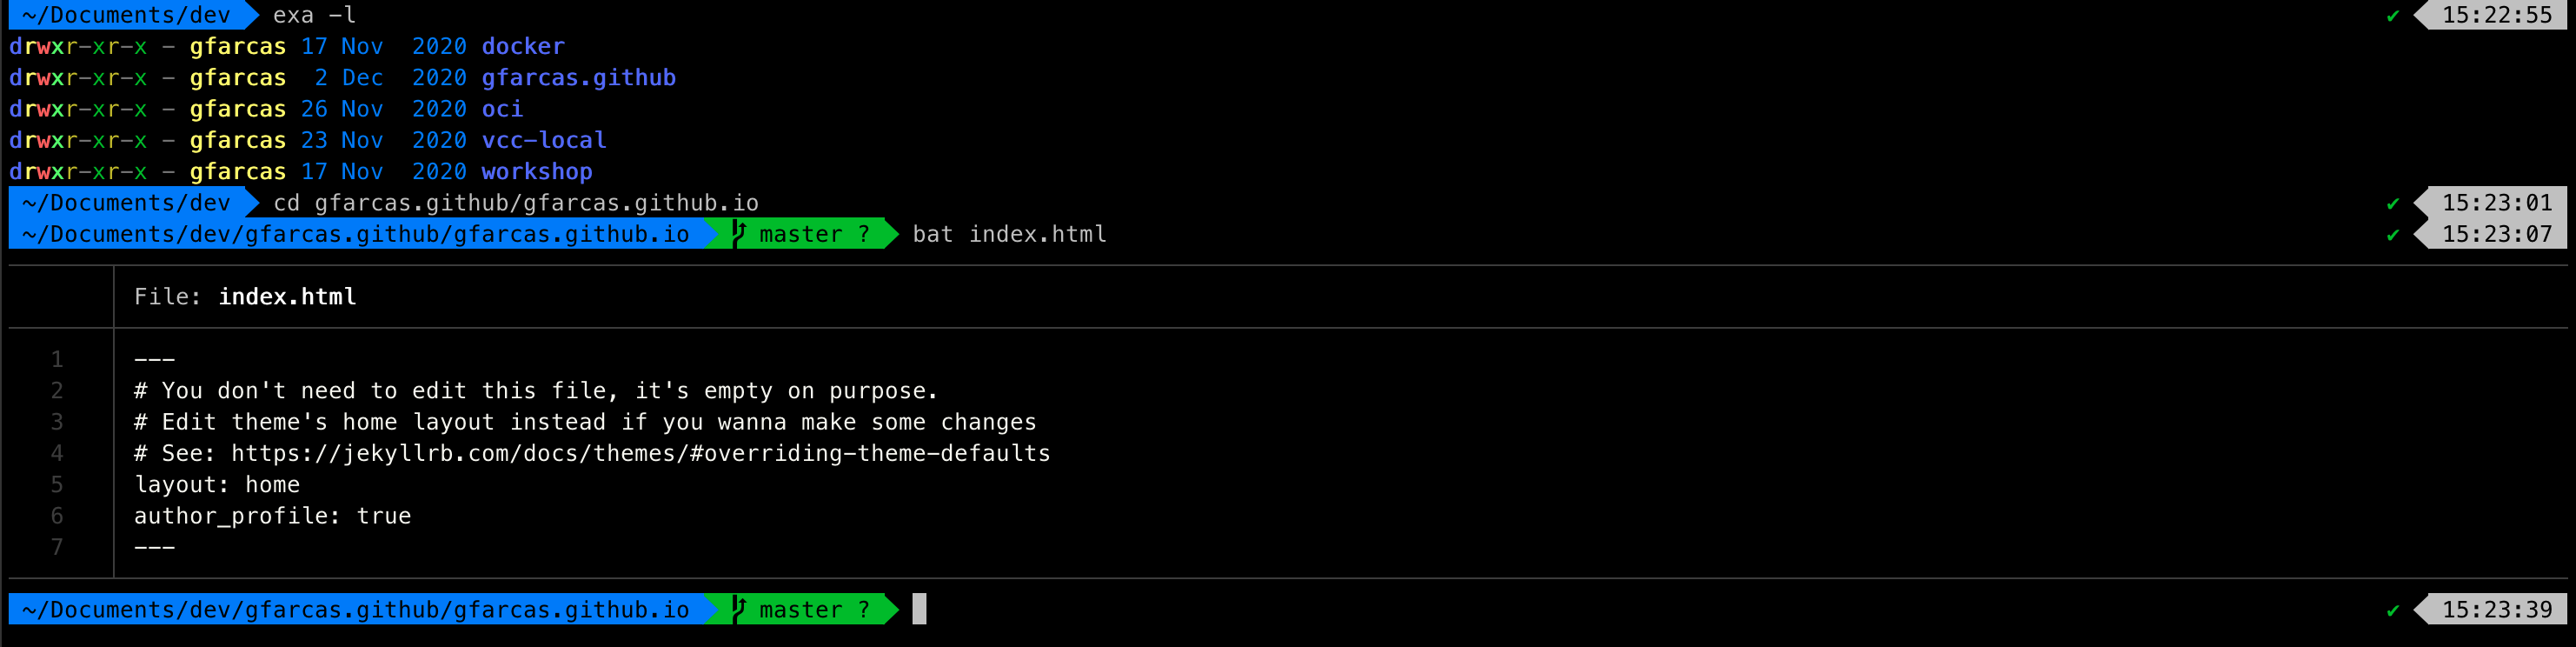 ~/Documents/dev exa -l ✔ 15:22:55
drwxr-xr-x - gfarcas 17 Nov  2020 docker
drwxr-xr-x - gfarcas  2 Dec  2020 gfarcas.github
drwxr-xr-x - gfarcas 26 Nov  2020 oci
drwxr-xr-x - gfarcas 23 Nov  2020 vcc-local
drwxr-xr-x - gfarcas 17 Nov  2020 workshop
~/Documents/dev cd gfarcas.github/gfarcas.github.io ✔ 15:23:01
~/Documents/dev/gfarcas.github/gfarcas.github.io master ? bat index.html ✔ 15:23:07
File: index.html
1 ---
2 # You don't need to edit this file, it's empty on purpose.
3 # Edit theme's home layout instead if you wanna make some changes
4 # See: https://jekyllrb.com/docs/themes/#overriding-theme-defaults
5 layout: home
6 author_profile: true
7 ---
~/Documents/dev/gfarcas.github/gfarcas.github.io master ? ✔ 15:23:39